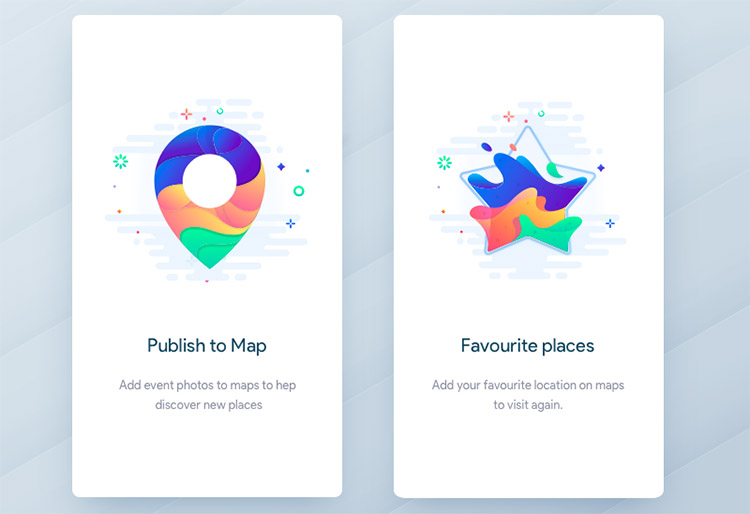 Publish to Map
Add event photos to maps to hep
discover new places
Favourite places
Add your favourite location on maps
to visit again.